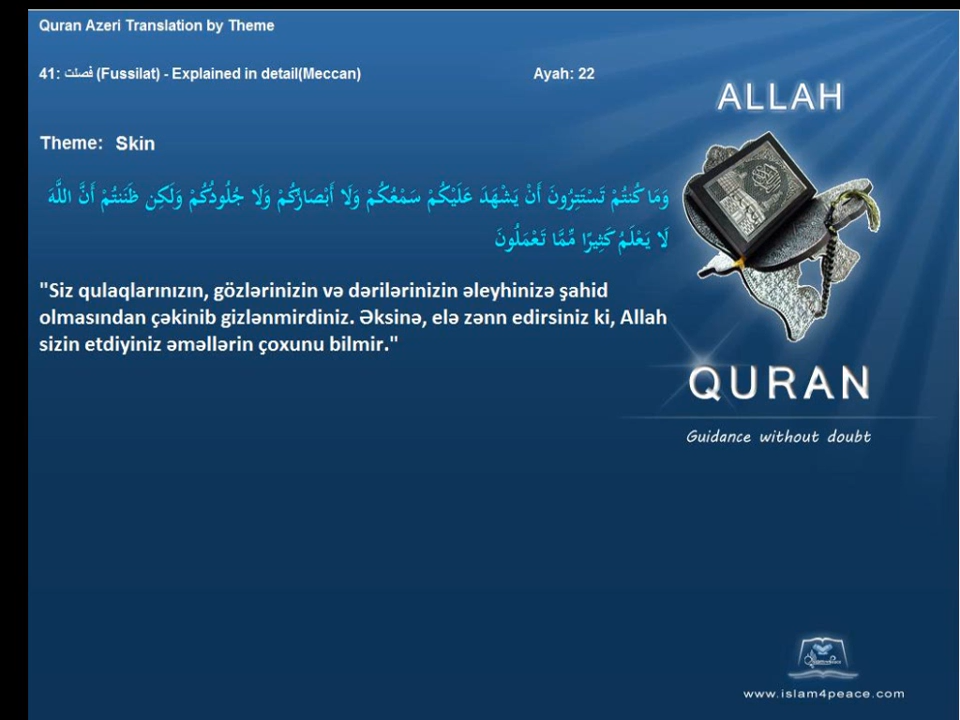 Quran Azeri Translation by Theme
41: فصلت (Fussilat) - Explained in detail(Meccan) Ayah: 22
ALLAH
Theme: Skin
وَمَا كُنتُمْ تَسْتَتِرُونَ أَنْ يَشْهَدَ عَلَيْكُمْ سَمْعُكُمْ وَلَا أَبْصَارُكُمْ وَلَا جُلُودُكُمْ وَلَكِن ظَنَنتُمْ أَنَّ اللَّهَ
لَا يَعْلَمُ كَثِيرًا مِّمَّا تَعْمَلُونَ
"Siz qulaqlarınızın, gözlərinizin və dərilərinizin əleyhinizə şahid
olmasından çəkinib gizlənmirdiniz. Əksinə, elə zənn edirsiniz ki, Allah
sizin etdiyiniz əməllərin çoxunu bilmir."
QURAN
Guidance without doubt
www.islam4peace.com